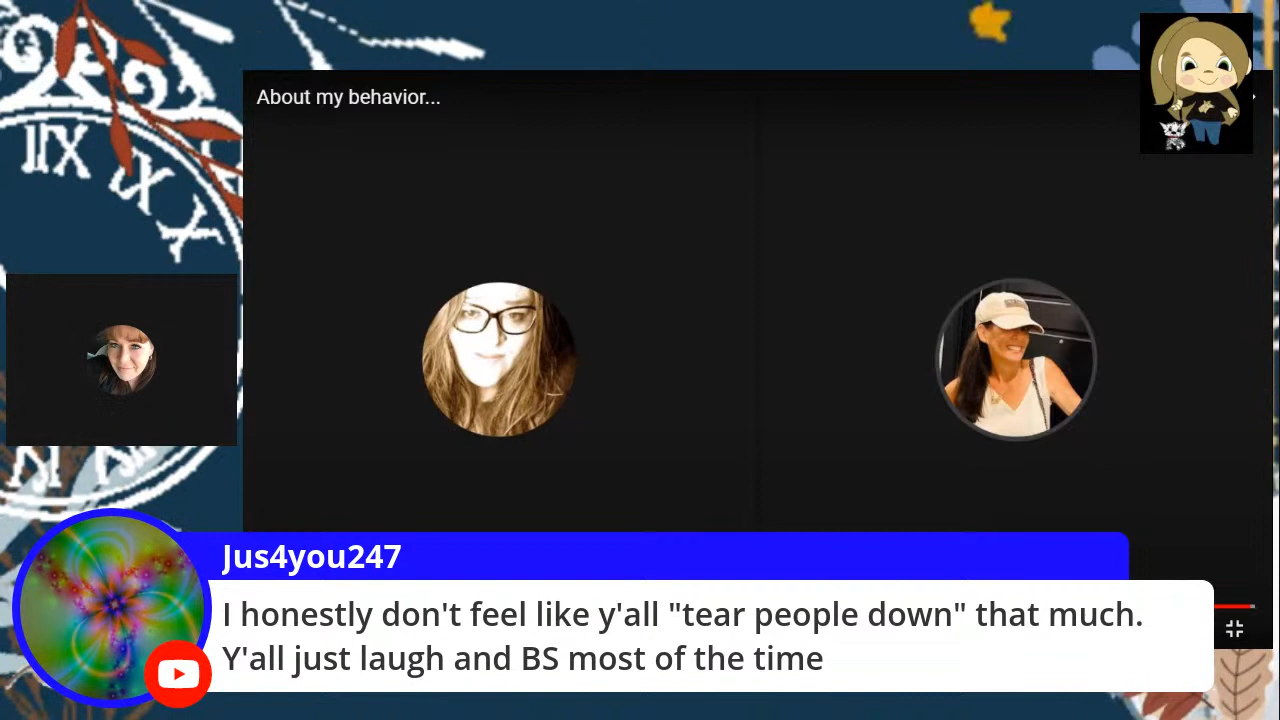 About my behavior...
IX
X
Jus4you247
I honestly don't feel like y'all "tear people down" that much.
Y'all just laugh and BS most of the time